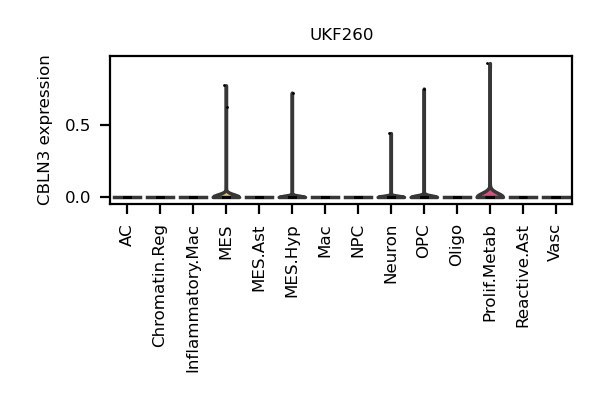 UKF260
CBLN3 expression
0.5
0.0
AC
Chromatin.Reg
Inflammatory.Mac
MES
MES.Ast
MES.Hyp
Mac
NPC
Neuron
OPC
Oligo
Prolif.Metab
Reactive.Ast
Vasc